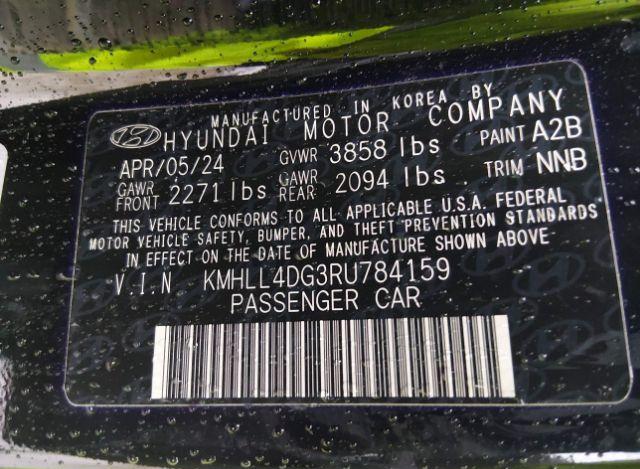 MANUFACTURED IN KOREA BY
HYUNDAI MOTOR COMPANY
APR/05/24 GVWR 3858 lbs PAINT A2B
GAWR FRONT 2271 lbs GAWR REAR 2094 lbs TRIM NNB
THIS VEHICLE CONFORMS TO ALL APPLICABLE U.S.A. FEDERAL
MOTOR VEHICLE SAFETY, BUMPER, AND THEFT PREVENTION STANDARDS
IN EFFECT ON THE DATE OF MANUFACTURE SHOWN ABOVE
V.I.N KMHLL4DG3RU784159
PASSENGER CAR